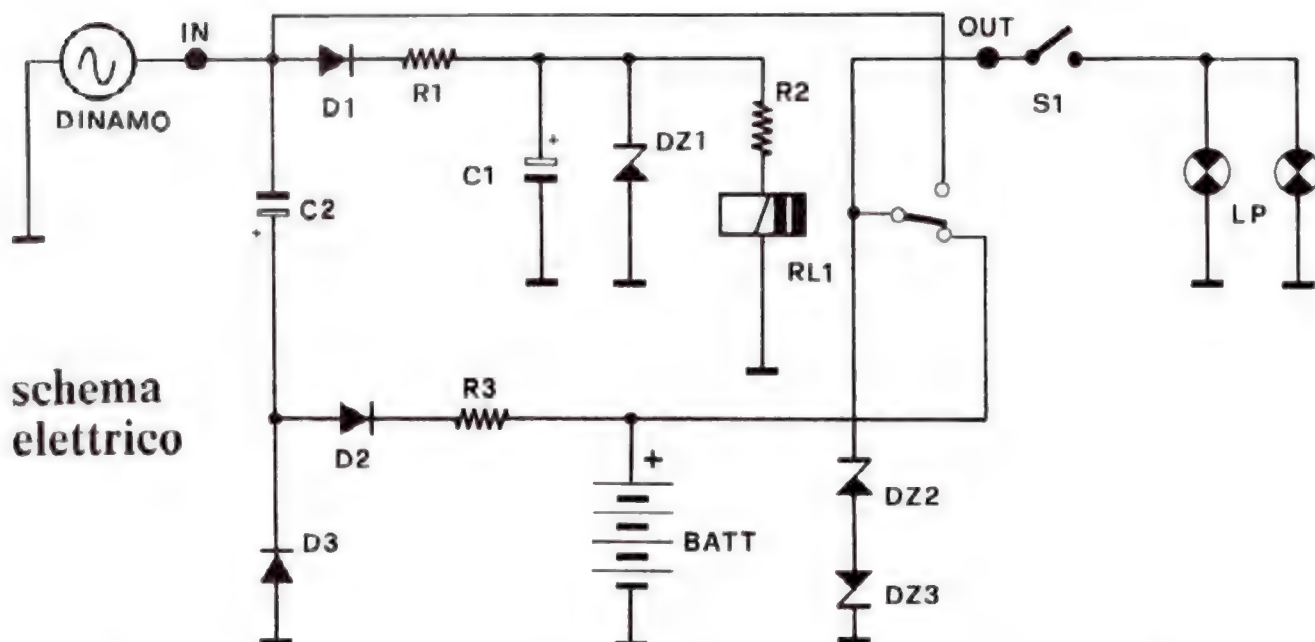 IN
OUT
DINAMO
D1
R1
R2
S1
C1
DZ1
C2
RL1
LP
schema
elettrico
R3
D2
+
BATT
D3
DZ2
DZ3
+
+